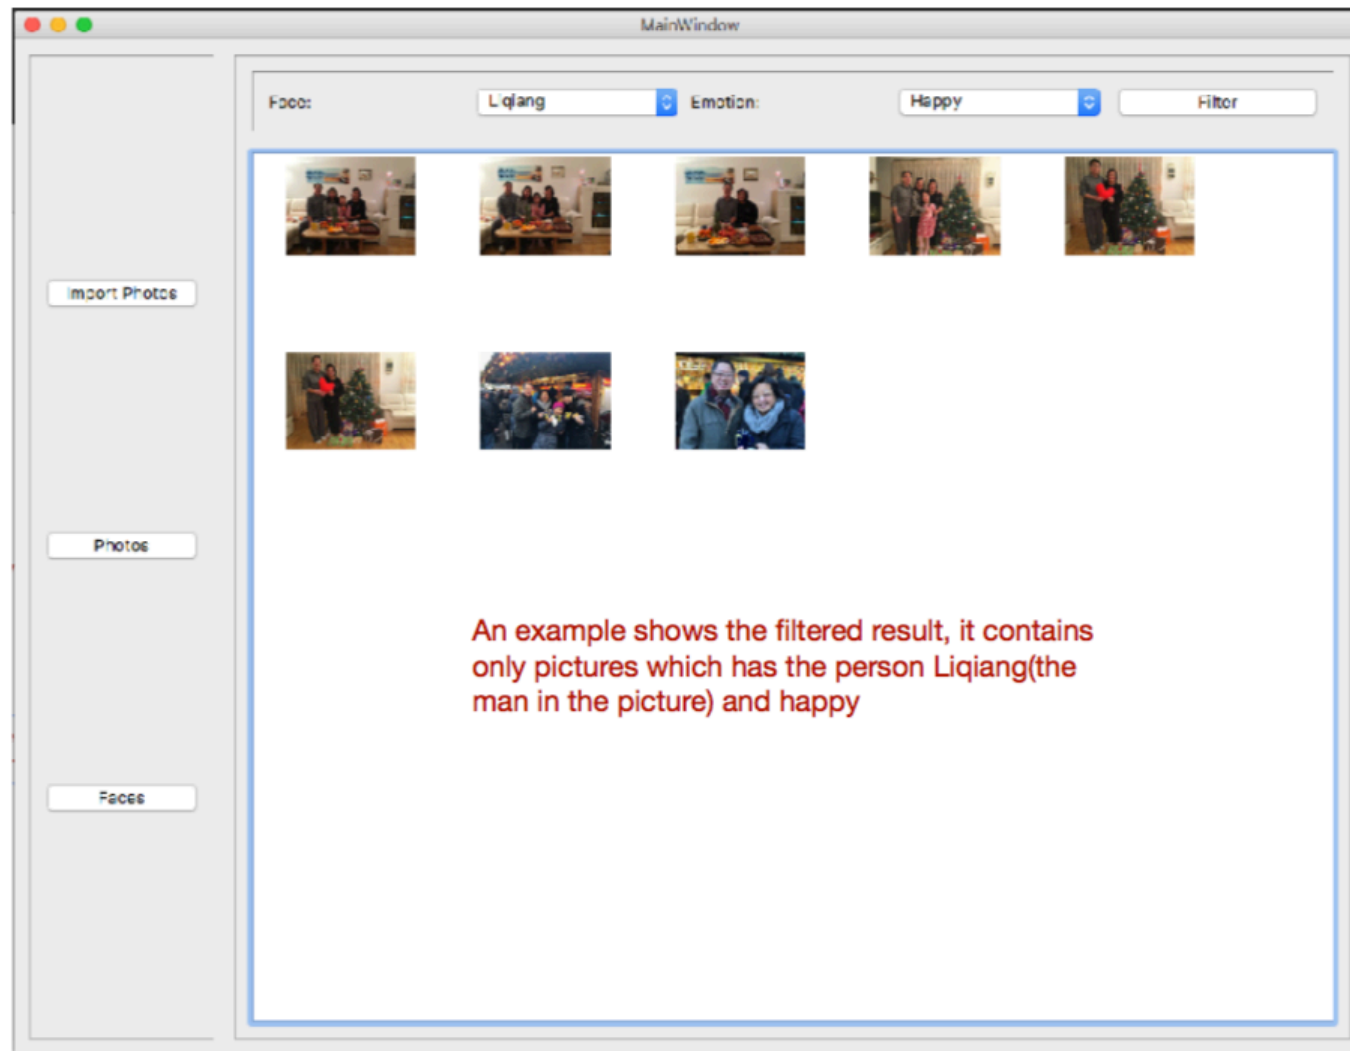 MainWindow
Face: Liqiang Emotion: Happy Filter
Import Photos
Photos
An example shows the filtered result, it contains
only pictures which has the person Liqiang(the
man in the picture) and happy
Faces